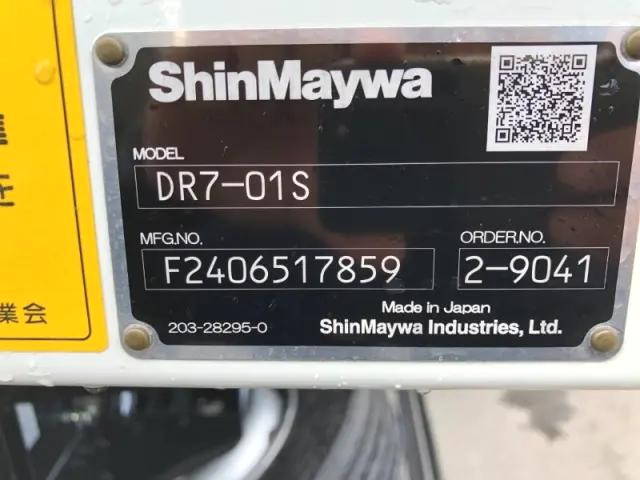 ShinMaywa
MODEL
DR7-01S
MFG.NO.
F2406517859
ORDER.NO.
2-9041
Made in Japan
203-28295-0
ShinMaywa Industries, Ltd.
業会